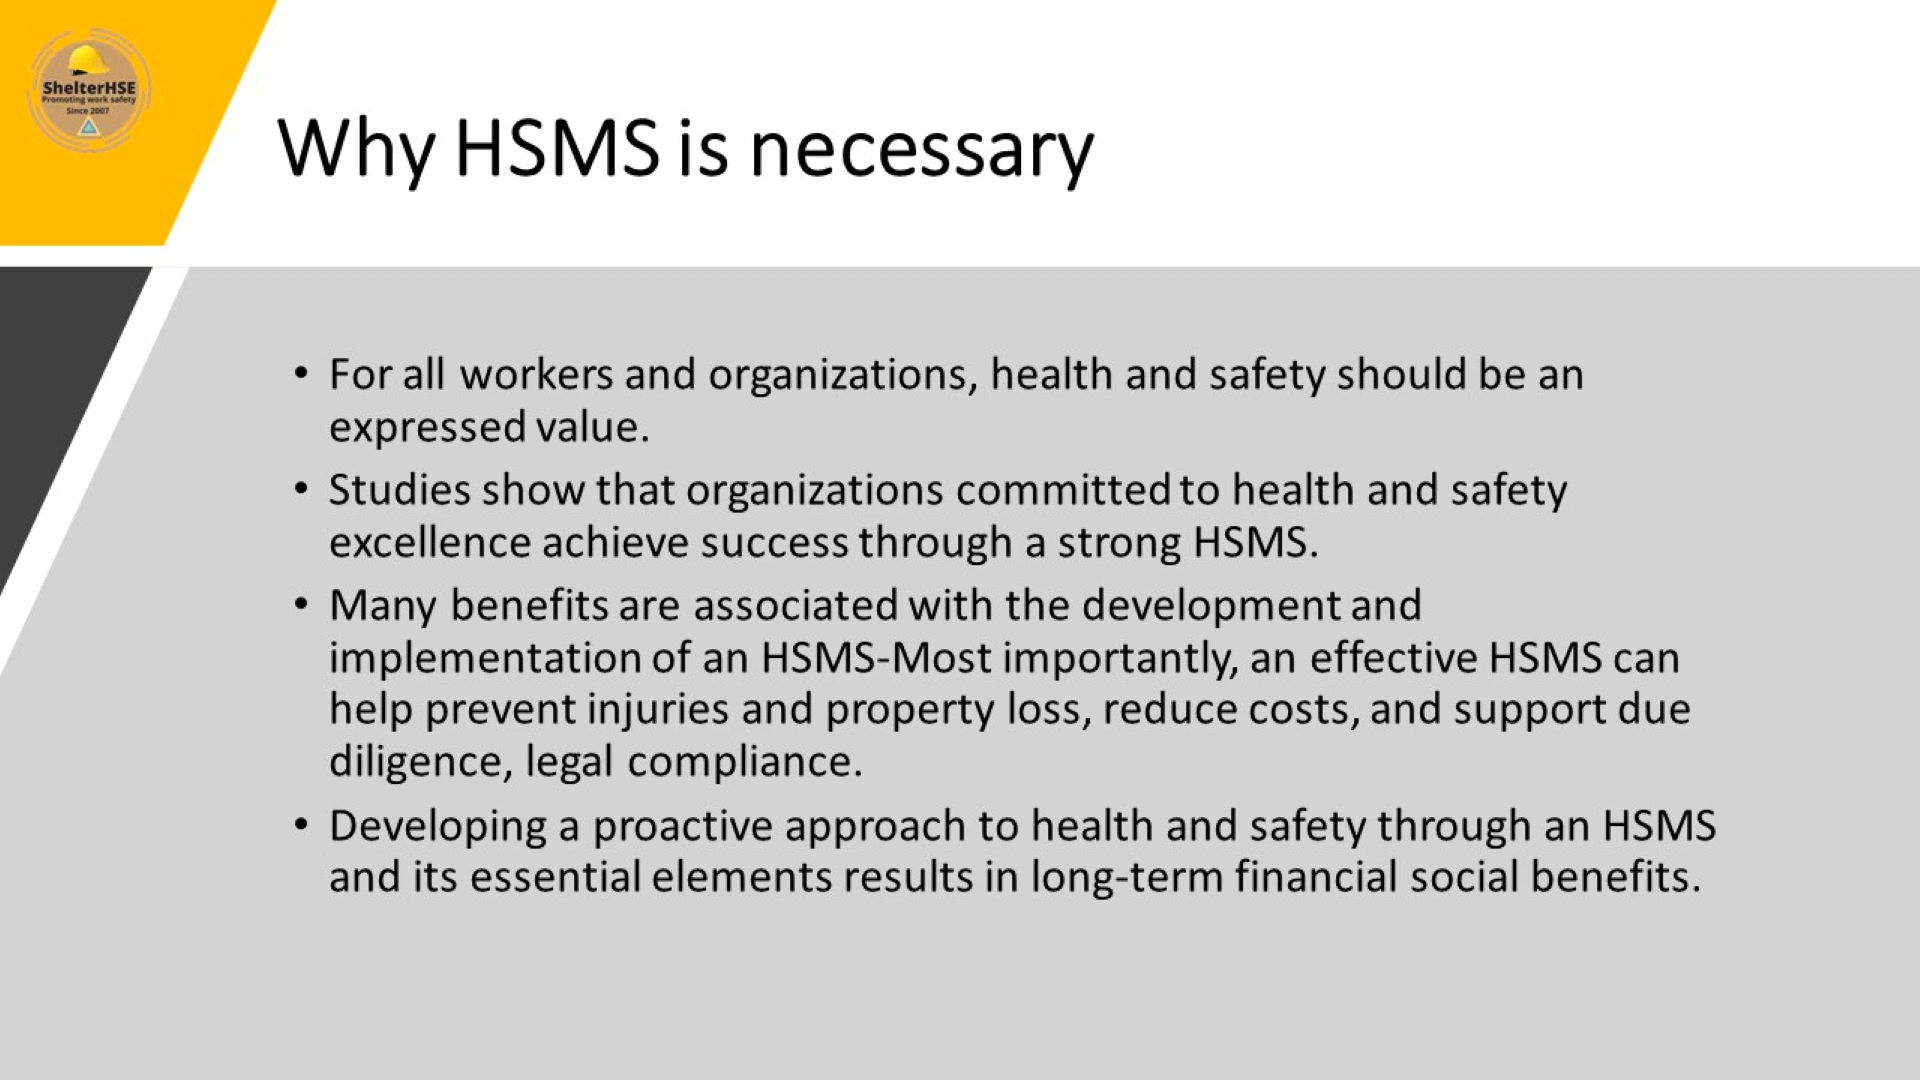 ShelterHSE
Promoting work safety
Since 2007
Why HSMS is necessary
• For all workers and organizations, health and safety should be an
expressed value.
• Studies show that organizations committed to health and safety
excellence achieve success through a strong HSMS.
• Many benefits are associated with the development and
implementation of an HSMS-Most importantly, an effective HSMS can
help prevent injuries and property loss, reduce costs, and support due
diligence, legal compliance.
• Developing a proactive approach to health and safety through an HSMS
and its essential elements results in long-term financial social benefits.